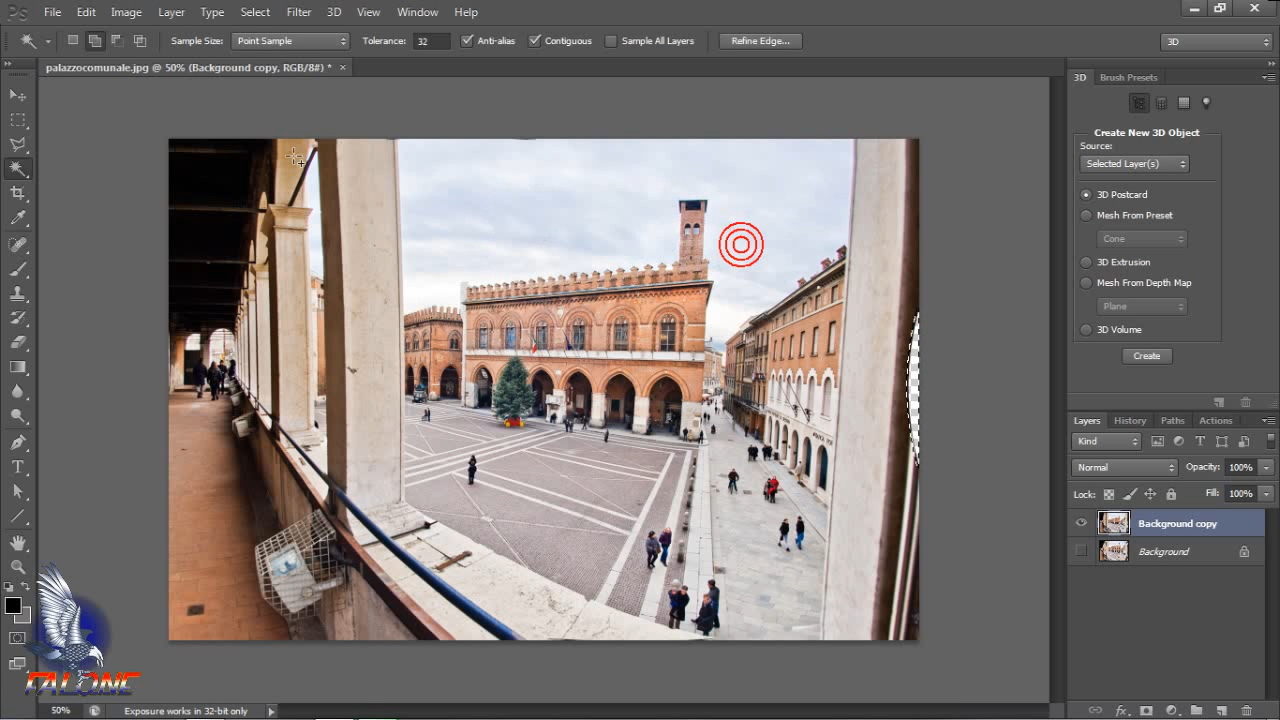 Ps File Edit Image Layer Type Select Filter 3D View Window Help
Sample Size: Point Sample Tolerance: 32 Anti-alias Contiguous Sample All Layers Refine Edge... 3D
palazzocomunale.jpg @ 50% (Background copy, RGB/8#) * ×
3D Brush Presets
Create New 3D Object
Source:
Selected Layer(s)
3D Postcard
Mesh From Preset
Cone
3D Extrusion
Mesh From Depth Map
Plane
3D Volume
Create
Layers History Paths Actions
Kind
Normal Opacity: 100%
Lock: Fill: 100%
Background copy
Background
FALONE
50% Exposure works in 32-bit only